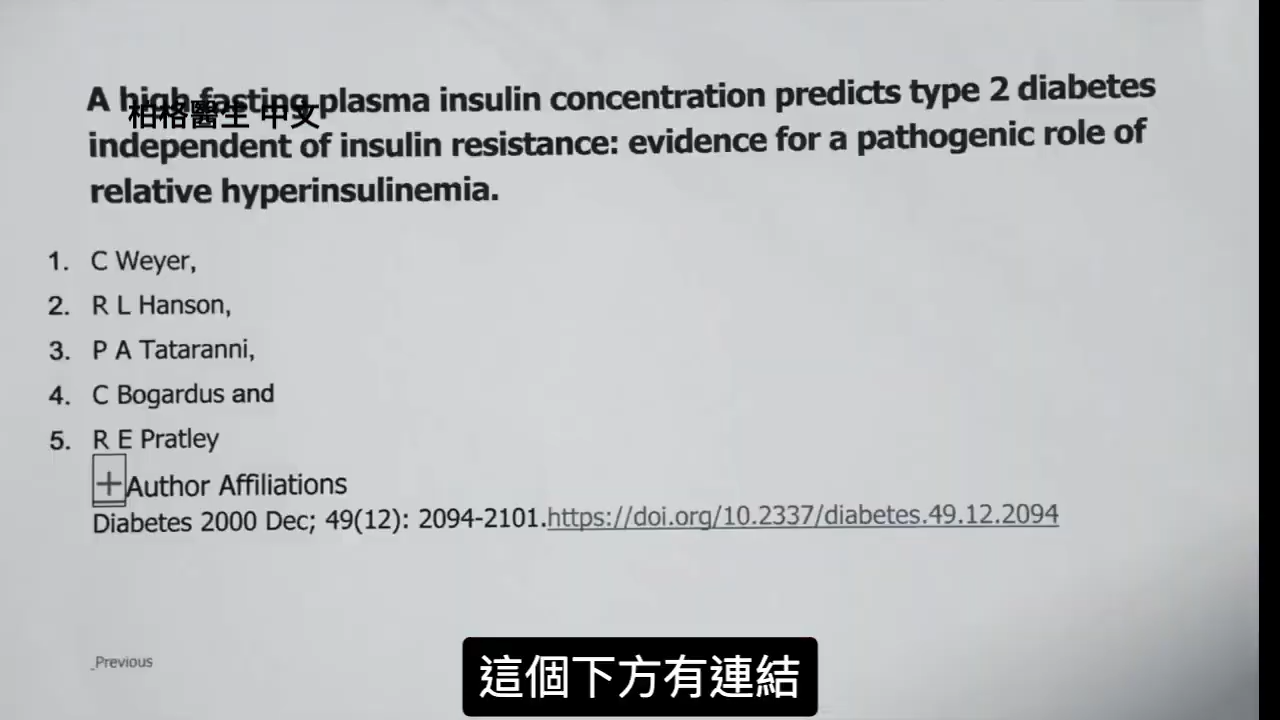 A high fasting plasma insulin concentration predicts type 2 diabetes
柏格醫生 中文
independent of insulin resistance: evidence for a pathogenic role of
relative hyperinsulinemia.
1. C Weyer,
2. R L Hanson,
3. P A Tataranni,
4. C Bogardus and
5. R E Pratley
+Author Affiliations
Diabetes 2000 Dec; 49(12): 2094-2101.https://doi.org/10.2337/diabetes.49.12.2094
_Previous
這個下方有連結